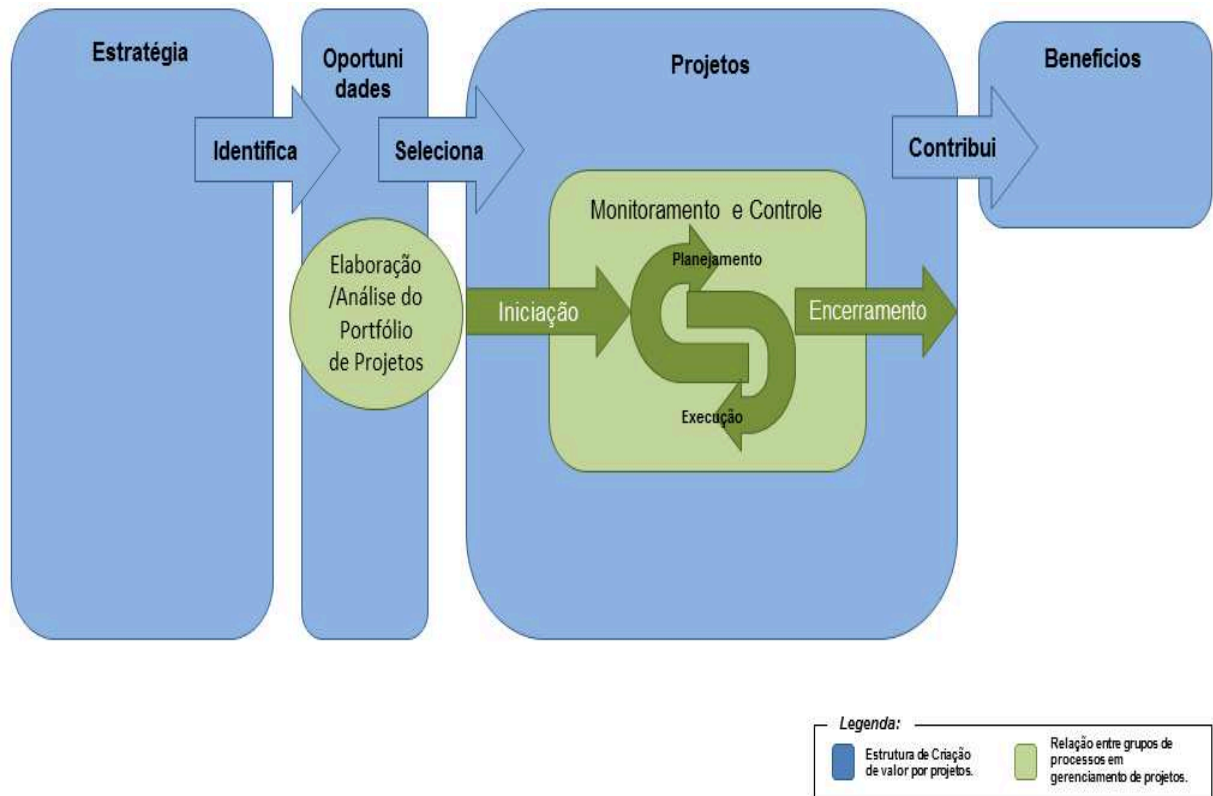 Estratégia
Oportuni
dades
Projetos
Beneficios
Identifica
Seleciona
Contribui
Elaboração
/Análise do
Portfólio
de Projetos
Iniciação
Monitoramento e Controle
Planejamento
Execução
Encerramento
Legenda:
Estrutura de Criação
de valor por projetos.
Relação entre grupos de
processos em
gerenciamento de projetos.